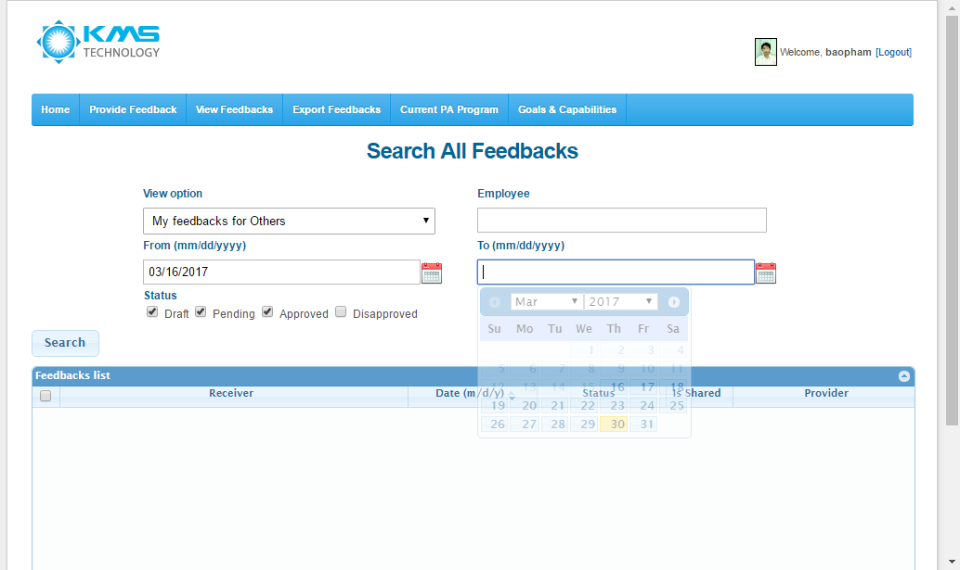 KMS
TECHNOLOGY
Welcome, baopham [Logout]
Home Provide Feedback View Feedbacks Export Feedbacks Current PA Program Goals & Capabilities
Search All Feedbacks
View option Employee
My feedbacks for Others
From (mm/dd/yyyy) To (mm/dd/yyyy)
03/16/2017
Status
Draft Pending Approved Disapproved
Mar 2017
Su Mo Tu We Th Fr Sa
1 2 3 4
5 6 7 8 9 10 11
12 13 14 15 16 17 18
19 20 21 22 23 24 25
26 27 28 29 30 31
Search
Feedbacks list
Receiver Date (m/d/y) Status Is Shared Provider